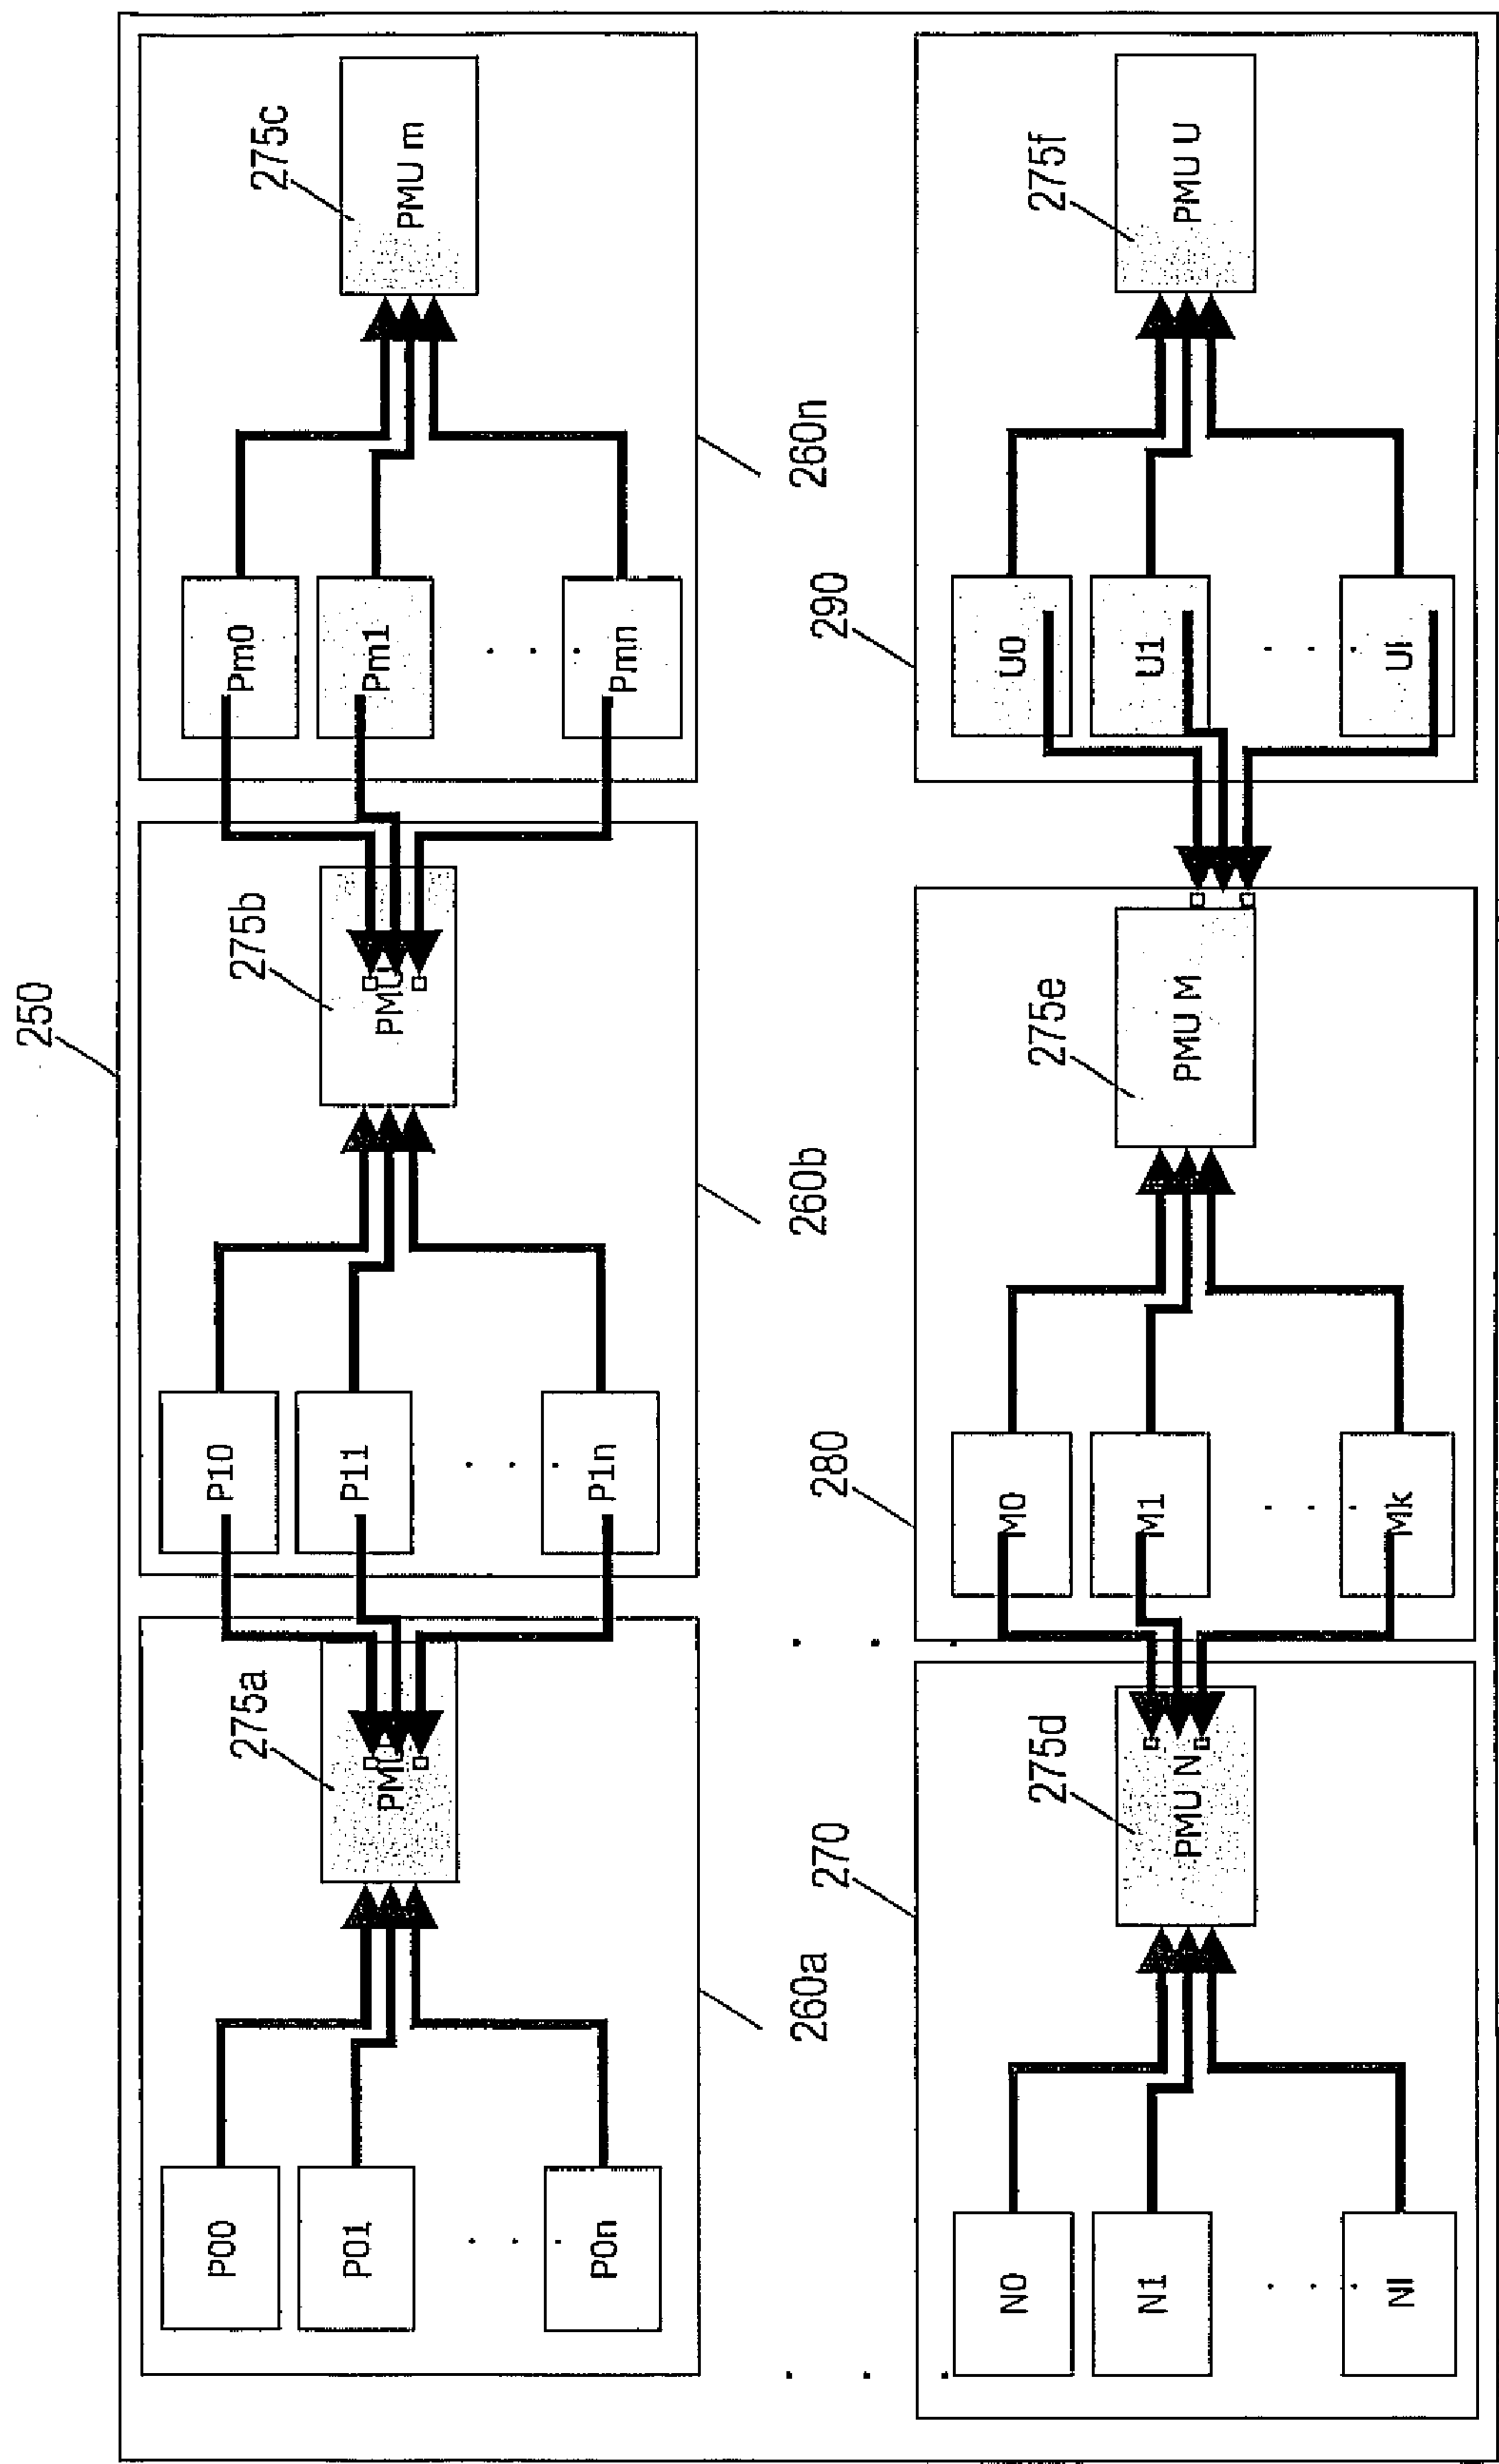 250
P00
P01
. . .
P0n
275a
PMU
260a
P10
P11
. . .
P1n
275b
PMU
260b
Pm0
Pm1
. . .
Pmn
275c
PMU m
260n
. . .
. . .
270
N0
N1
. . .
Nl
275d
PMU N
280
M0
M1
. . .
Mk
275e
PMU M
290
U0
U1
. . .
Ul
275f
PMU U